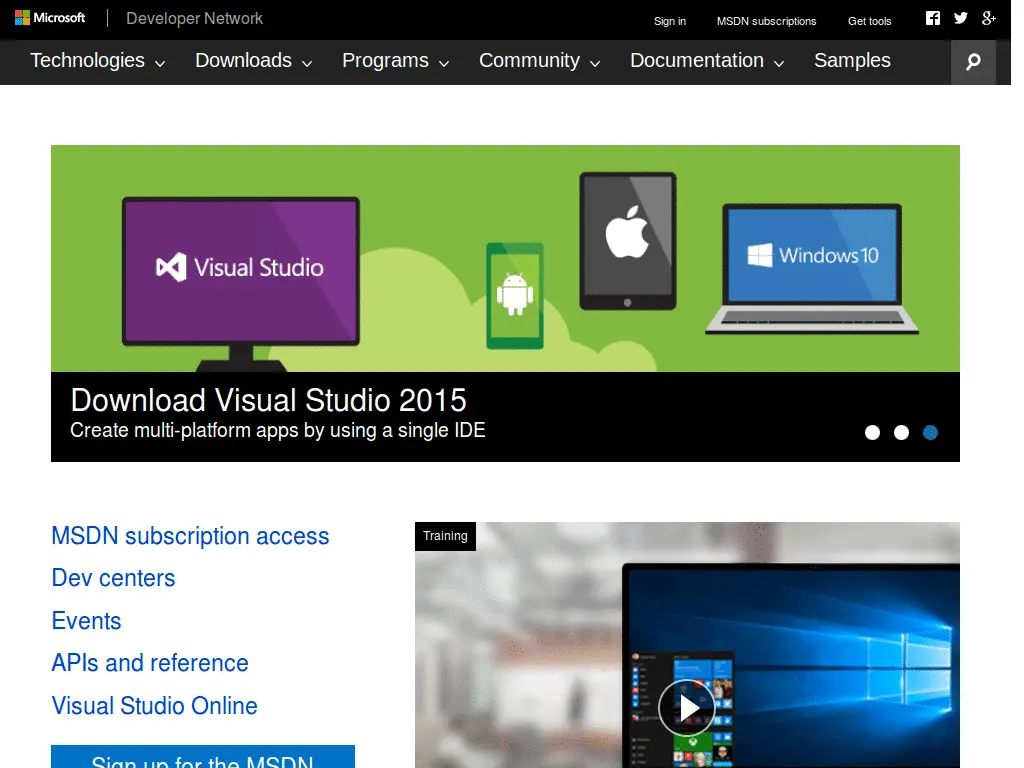 Microsoft Developer Network
Sign in MSDN subscriptions Get tools
Technologies Downloads Programs Community Documentation Samples
Visual Studio
Windows 10
Download Visual Studio 2015
Create multi-platform apps by using a single IDE
MSDN subscription access
Dev centers
Events
APIs and reference
Visual Studio Online
Sign up for the MSDN
Training